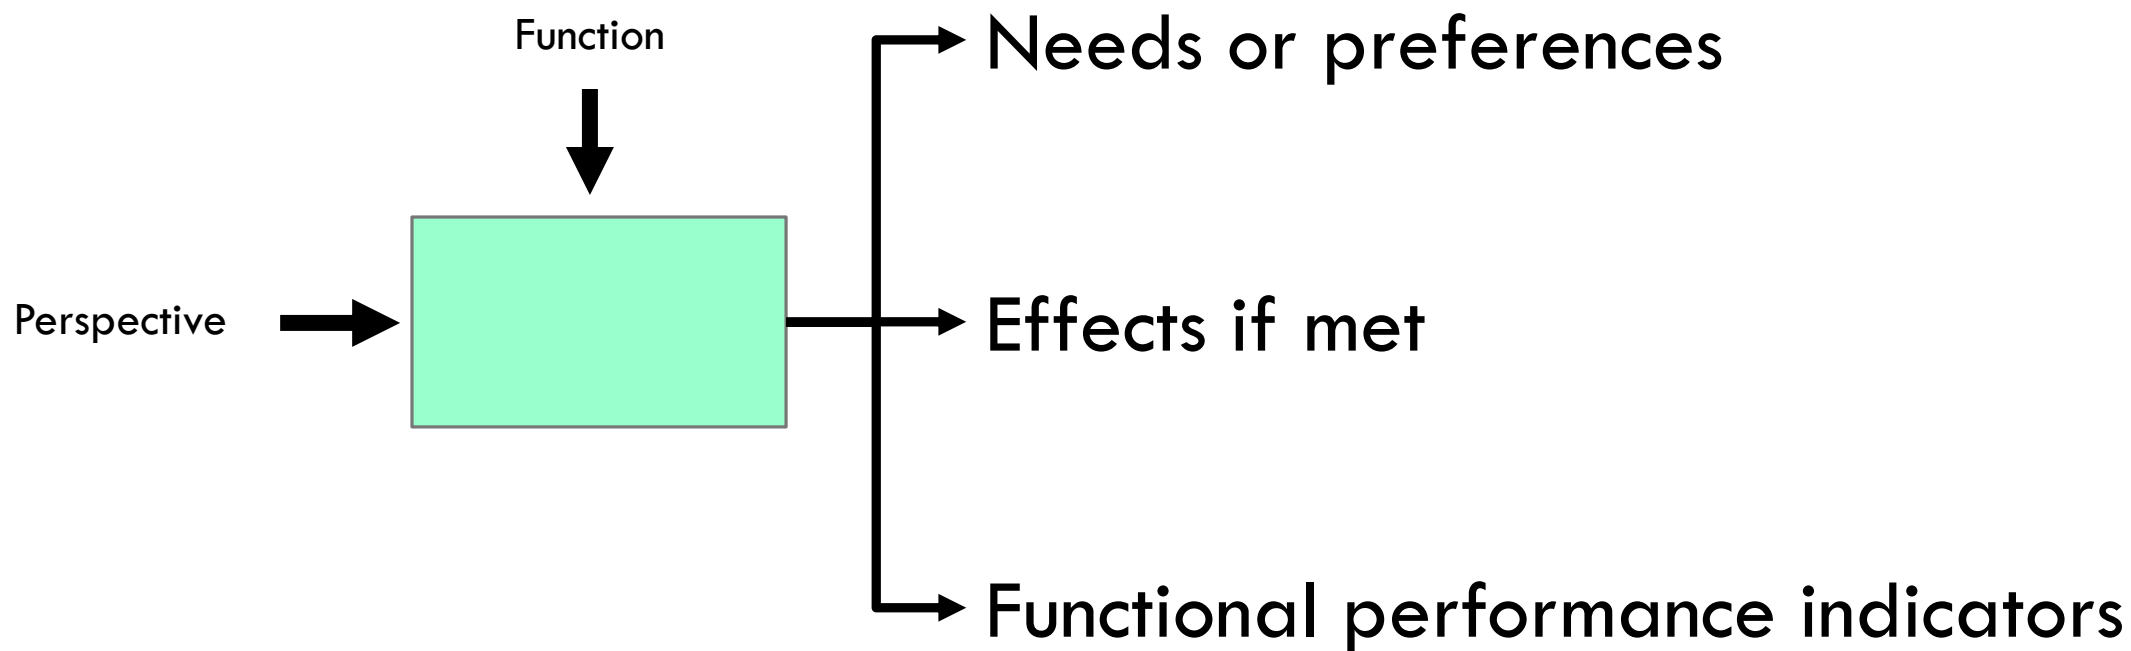 Function
Needs or preferences
Perspective
Effects if met
Functional performance indicators